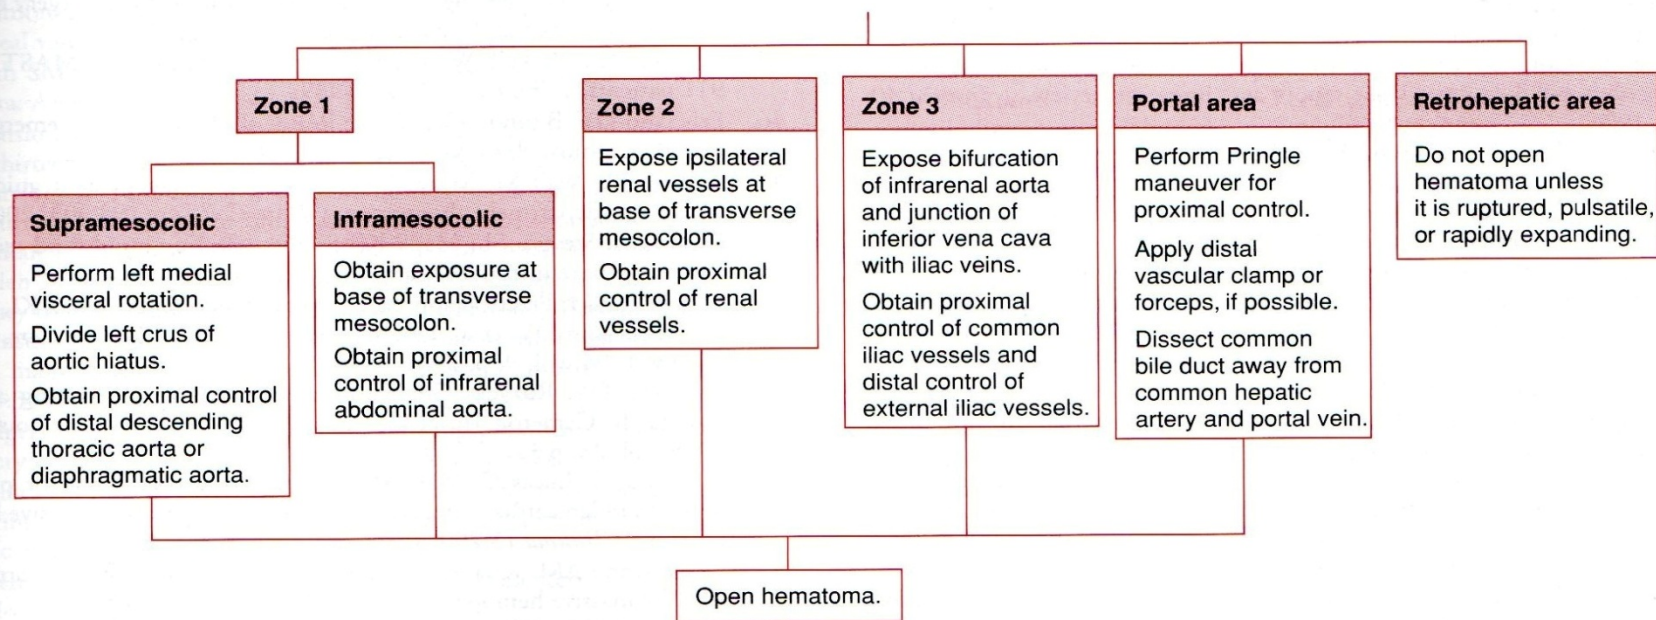 Zone 1
Supramesocolic
Perform left medial
visceral rotation.
Divide left crus of
aortic hiatus.
Obtain proximal control
of distal descending
thoracic aorta or
diaphragmatic aorta.
Inframesocolic
Obtain exposure at
base of transverse
mesocolon.
Obtain proximal
control of infrarenal
abdominal aorta.
Zone 2
Expose ipsilateral
renal vessels at
base of transverse
mesocolon.
Obtain proximal
control of renal
vessels.
Zone 3
Expose bifurcation
of infrarenal aorta
and junction of
inferior vena cava
with iliac veins.
Obtain proximal
control of common
iliac vessels and
distal control of
external iliac vessels.
Portal area
Perform Pringle
maneuver for
proximal control.
Apply distal
vascular clamp or
forceps, if possible.
Dissect common
bile duct away from
common hepatic
artery and portal vein.
Retrohepatic area
Do not open
hematoma unless
it is ruptured, pulsatile,
or rapidly expanding.
Open hematoma.